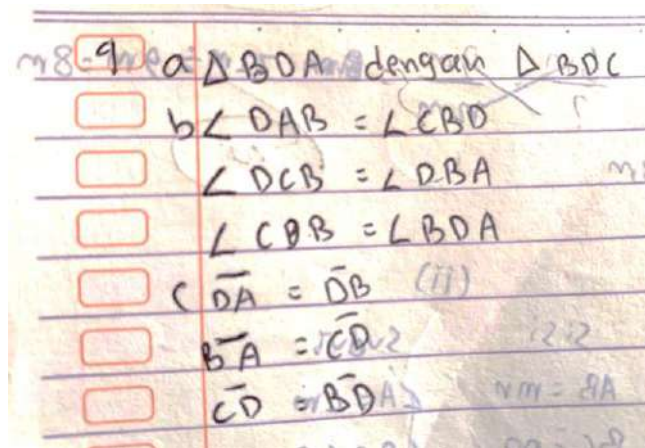 9 a △ BDA dengan △ BDC
b ∠ DAB = ∠ CBD
∠ DCB = ∠ DBA
∠ CDB = ∠ BDA
c D̅A̅ = D̅B̅
B̅A̅ = C̅D̅
C̅D̅ = B̅D̅